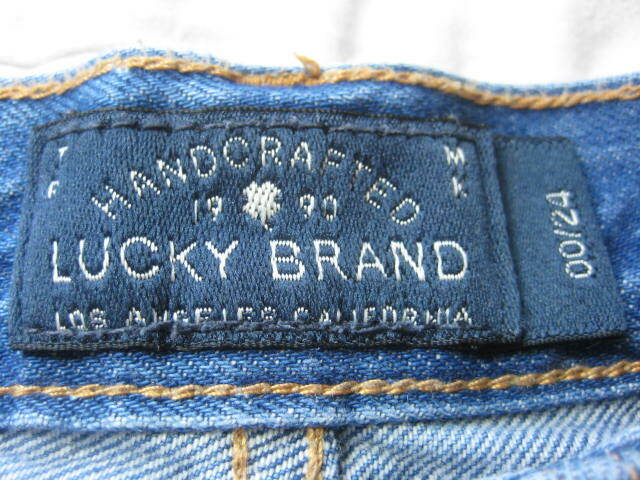 HANDCRAFTED
T M
19 90
K
LUCKY BRAND
LOS ANGELES CALIFORNIA
00/24